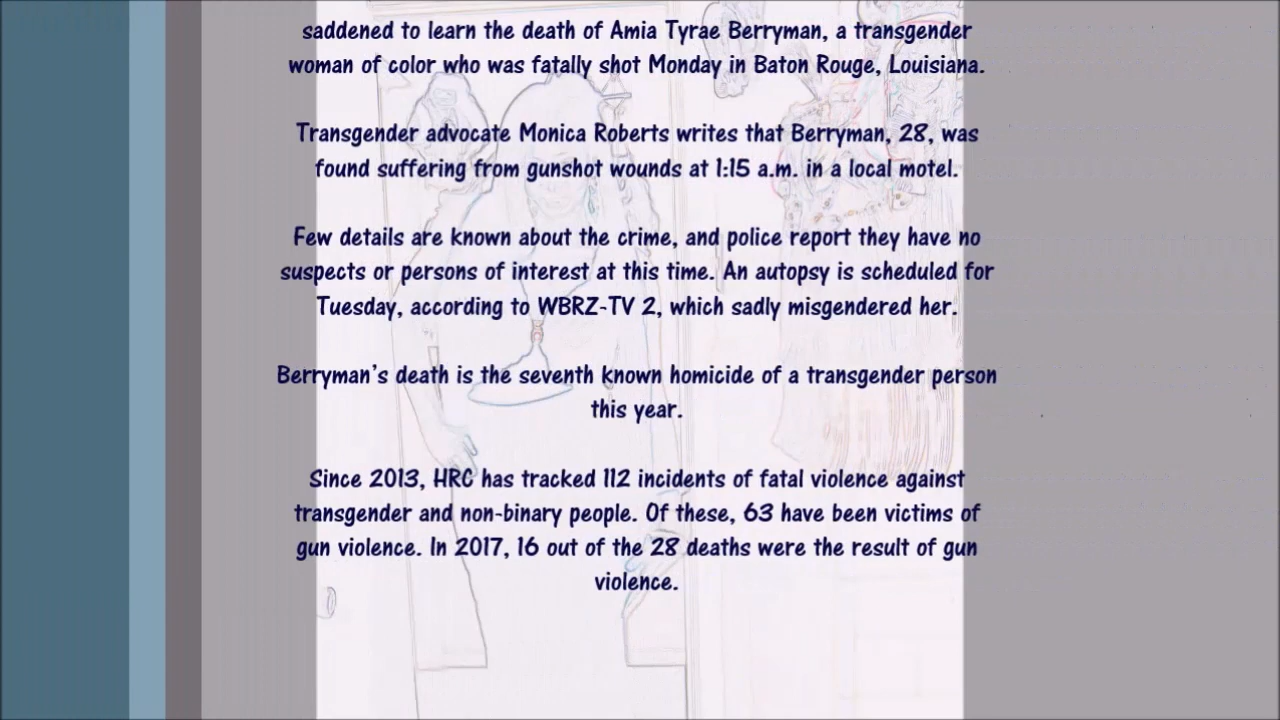 saddened to learn the death of Amia Tyrae Berryman, a transgender
woman of color who was fatally shot Monday in Baton Rouge, Louisiana.
Transgender advocate Monica Roberts writes that Berryman, 28, was
found suffering from gunshot wounds at 1:15 a.m. in a local motel.
Few details are known about the crime, and police report they have no
suspects or persons of interest at this time. An autopsy is scheduled for
Tuesday, according to WBRZ-TV 2, which sadly misgendered her.
Berryman's death is the seventh known homicide of a transgender person
this year.
Since 2013, HRC has tracked 112 incidents of fatal violence against
transgender and non-binary people. Of these, 63 have been victims of
gun violence. In 2017, 16 out of the 28 deaths were the result of gun
violence.